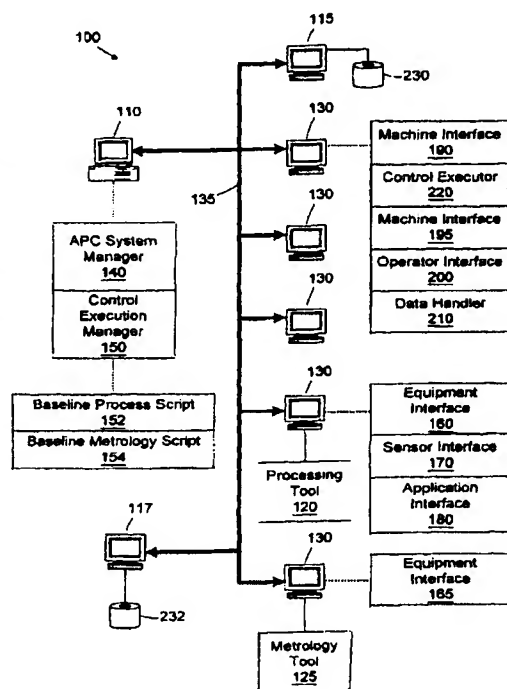 100
115
230
110
130
135
Machine Interface
190
Control Executor
220
Machine Interface
195
Operator Interface
200
Data Handler
210
130
APC System
Manager
140
Control
Execution
Manager
150
130
Baseline Process Script
152
Baseline Metrology Script
154
130
Equipment
Interface
160
Sensor Interface
170
Application
Interface
180
Processing
Tool
120
117
232
130
Equipment
Interface
165
Metrology
Tool
125